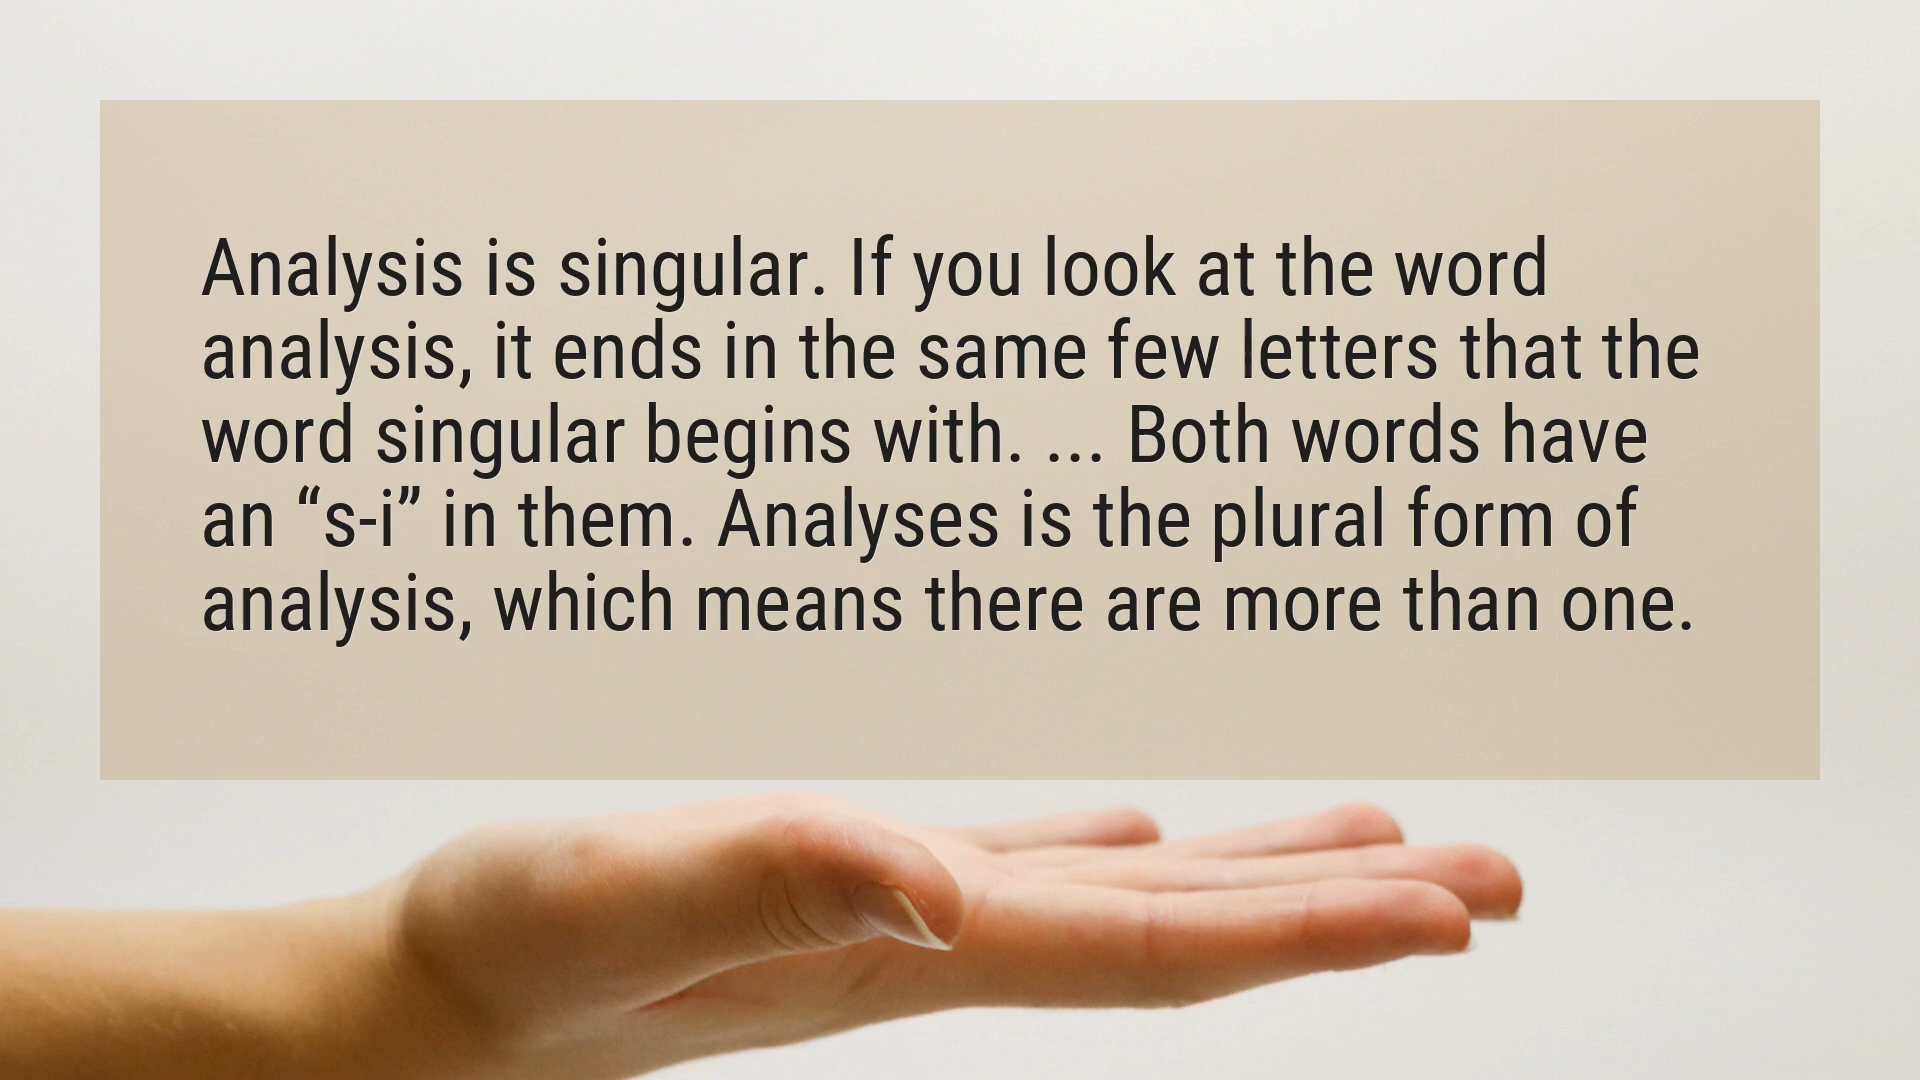 Analysis is singular. If you look at the word
analysis, it ends in the same few letters that the
word singular begins with. ... Both words have
an “s-i” in them. Analyses is the plural form of
analysis, which means there are more than one.